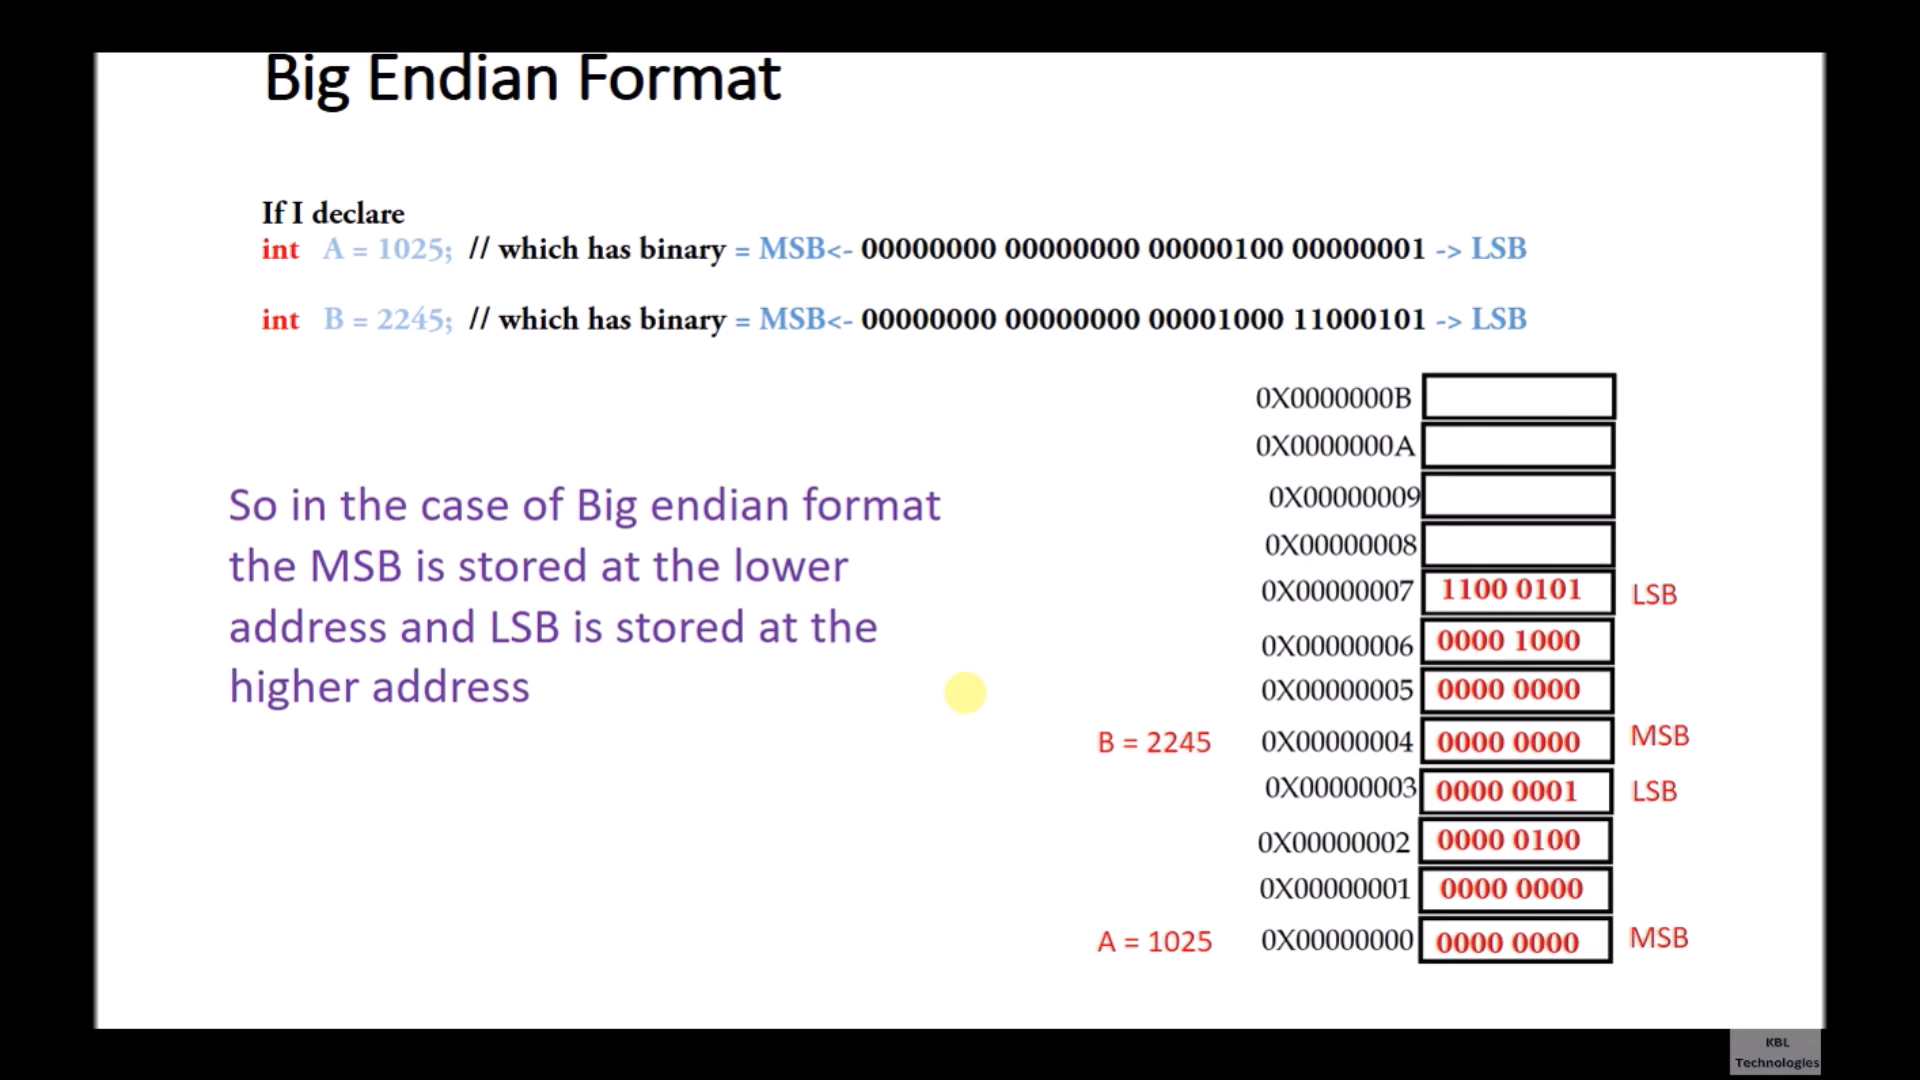 Big Endian Format
If I declare
int A = 1025; // which has binary = MSB<- 00000000 00000000 00000100 00000001 -> LSB
int B = 2245; // which has binary = MSB<- 00000000 00000000 00001000 11000101 -> LSB
So in the case of Big endian format
the MSB is stored at the lower
address and LSB is stored at the
higher address
0X0000000B
0X0000000A
0X00000009
0X00000008
0X00000007 1100 0101 LSB
0X00000006 0000 1000
0X00000005 0000 0000
B = 2245 0X00000004 0000 0000 MSB
0X00000003 0000 0001 LSB
0X00000002 0000 0100
0X00000001 0000 0000
A = 1025 0X00000000 0000 0000 MSB
KBL
Technologies